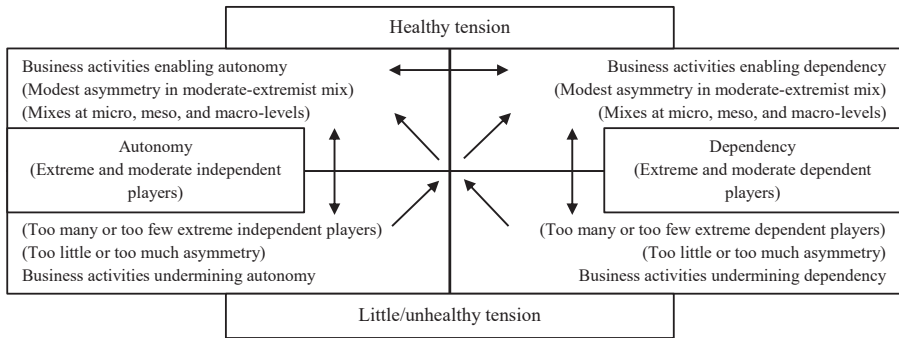 Healthy tension
Business activities enabling autonomy
(Modest asymmetry in moderate-extremist mix)
(Mixes at micro, meso, and macro-levels)
Business activities enabling dependency
(Modest asymmetry in moderate-extremist mix)
(Mixes at micro, meso, and macro-levels)
Autonomy
(Extreme and moderate independent
players)
Dependency
(Extreme and moderate dependent
players)
(Too many or too few extreme independent players)
(Too little or too much asymmetry)
Business activities undermining autonomy
(Too many or too few extreme dependent players)
(Too little or too much asymmetry)
Business activities undermining dependency
Little/unhealthy tension